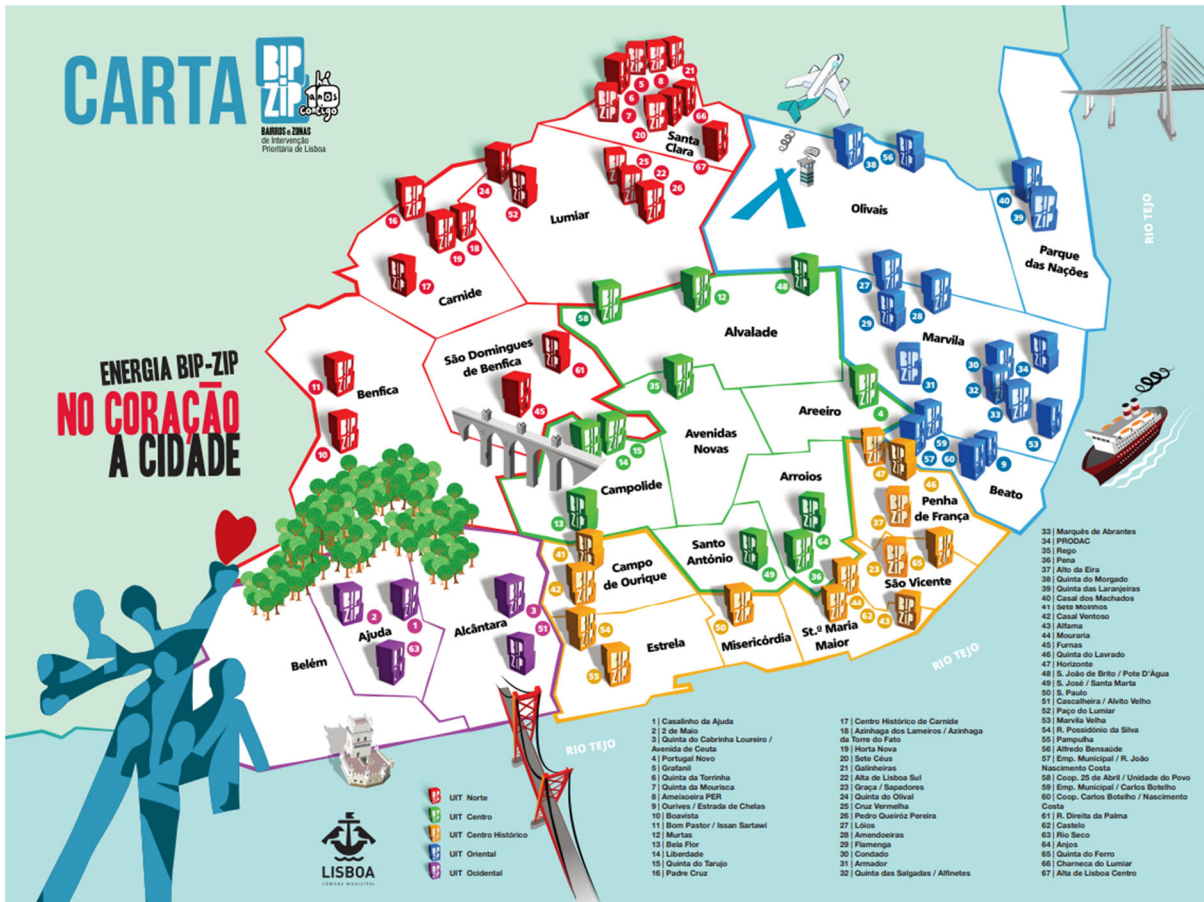 CARTA
BIP
ZIP
há
anos
contigo
BAIRROS e ZONAS
de Intervenção
Prioritária de Lisboa
ENERGIA BIP-ZIP
NO CORAÇÃO
A CIDADE
Santa
Clara
Lumiar
Carnide
Benfica
São Domingues
de Benfica
Olivais
Parque
das Nações
RIO TEJO
Alvalade
Marvila
Areeiro
Avenidas
Novas
Campolide
Arroios
Beato
Penha
de França
Santo
António
Campo
de Ourique
São Vicente
Estrela
Misericórdia
St.ª Maria
Maior
Ajuda
Alcântara
Belém
RIO TEJO
RIO TEJO
UIT Norte
UIT Centro
UIT Centro Histórico
UIT Oriental
UIT Ocidental
LISBOA
CÂMARA MUNICIPAL
1 | Casalinho da Ajuda
2 | 2 de Maio
3 | Quinta do Cabrinha Loureiro /
Avenida de Ceuta
4 | Portugal Novo
5 | Grafanil
6 | Quinta da Torrinha
7 | Quinta da Mourisca
8 | Ameixoeira PER
9 | Ourives / Estrada de Chelas
10 | Boavista
11 | Bom Pastor / Issan Sartawi
12 | Murtas
13 | Bela Flor
14 | Liberdade
15 | Quinta do Tarujo
16 | Padre Cruz
17 | Centro Histórico de Carnide
18 | Azinhaga dos Lameiros / Azinhaga
da Torre do Fato
19 | Horta Nova
20 | Sete Céus
21 | Galinheiras
22 | Alta de Lisboa Sul
23 | Graça / Sapadores
24 | Quinta do Olival
25 | Cruz Vermelha
26 | Pedro Queiróz Pereira
27 | Lóios
28 | Amendoeiras
29 | Flamenga
30 | Condado
31 | Armador
32 | Quinta das Salgadas / Alfinetes
33 | Marquês de Abrantes
34 | PRODAC
35 | Rego
36 | Pena
37 | Alto da Eira
38 | Quinta do Morgado
39 | Quinta das Laranjeiras
40 | Casal dos Machados
41 | Sete Moinhos
42 | Casal Ventoso
43 | Alfama
44 | Mouraria
45 | Furnas
46 | Quinta do Lavrado
47 | Horizonte
48 | S. João de Brito / Pote D'Água
49 | S. José / Santa Marta
50 | S. Paulo
51 | Cascalheira / Alvito Velho
52 | Paço do Lumiar
53 | Marvila Velha
54 | R. Possidónio da Silva
55 | Pampulha
56 | Alfredo Bensaúde
57 | Emp. Municipal / R. João
Nascimento Costa
58 | Coop. 25 de Abril / Unidade do Povo
59 | Emp. Municipal / Carlos Botelho
60 | Coop. Carlos Botelho / Nascimento
Costa
61 | R. Direita da Palma
62 | Castelo
63 | Rio Seco
64 | Anjos
65 | Quinta do Ferro
66 | Charneca do Lumiar
67 | Alta de Lisboa Centro